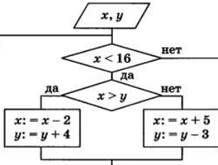 x, y
x < 16
нет
да
x > y
да
нет
x: = x – 2
y: = y + 4
x: = x + 5
y: = y – 3